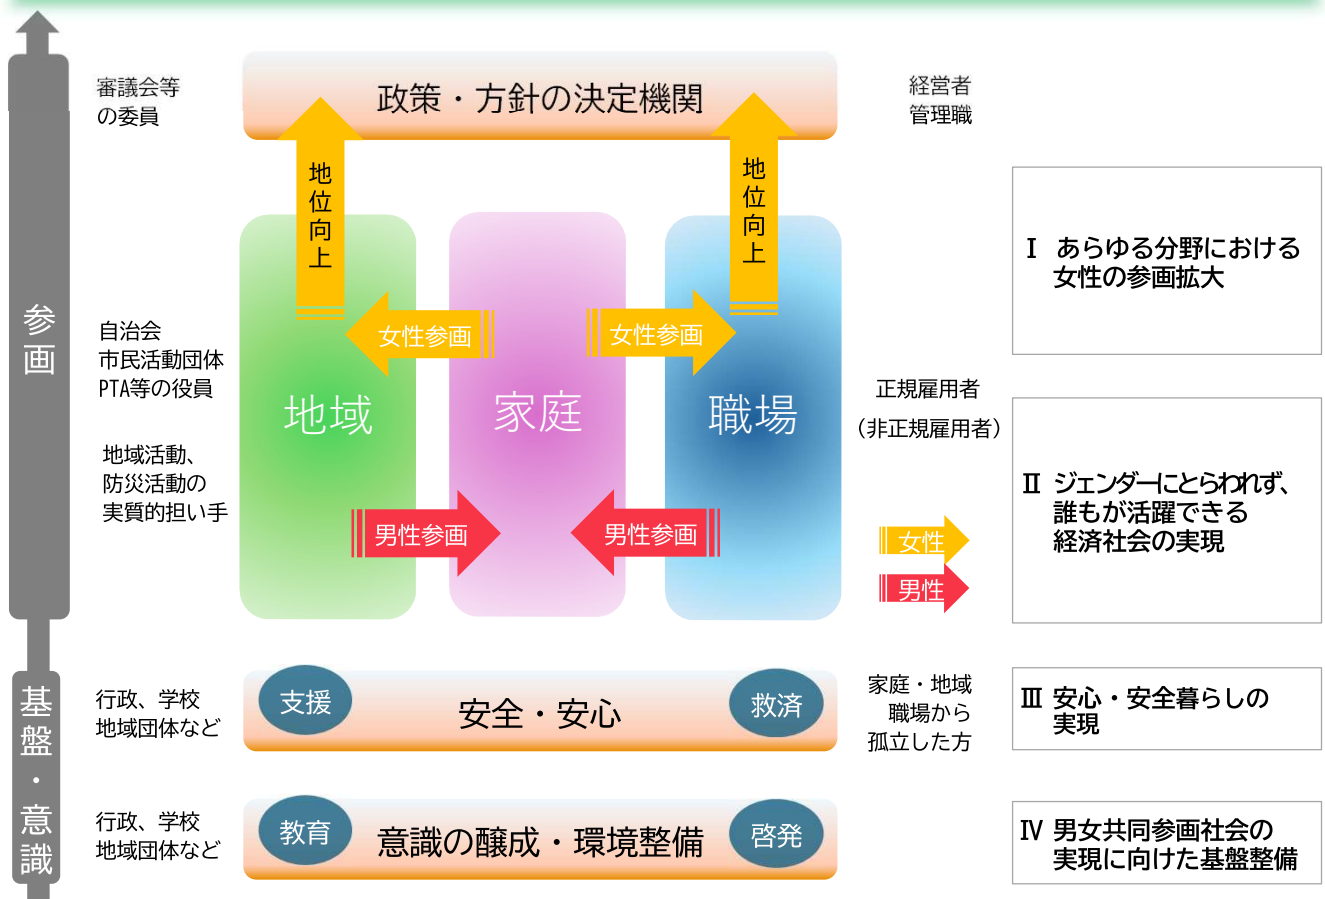 審議会等
の委員
政策・方針の決定機関
経営者
管理職
地位向上
地位向上
参画
Ⅰ あらゆる分野における
女性の参画拡大
自治会
市民活動団体
PTA等の役員
女性参画
女性参画
地域
家庭
職場
正規雇用者
（非正規雇用者）
地域活動、
防災活動の
実質的担い手
男性参画
男性参画
女性
男性
Ⅱ ジェンダーにとらわれず、
誰もが活躍できる
経済社会の実現
基盤・意識
行政、学校
地域団体など
支援
安全・安心
救済
家庭・地域
職場から
孤立した方
Ⅲ 安心・安全暮らしの
実現
行政、学校
地域団体など
教育
意識の醸成・環境整備
啓発
Ⅳ 男女共同参画社会の
実現に向けた基盤整備